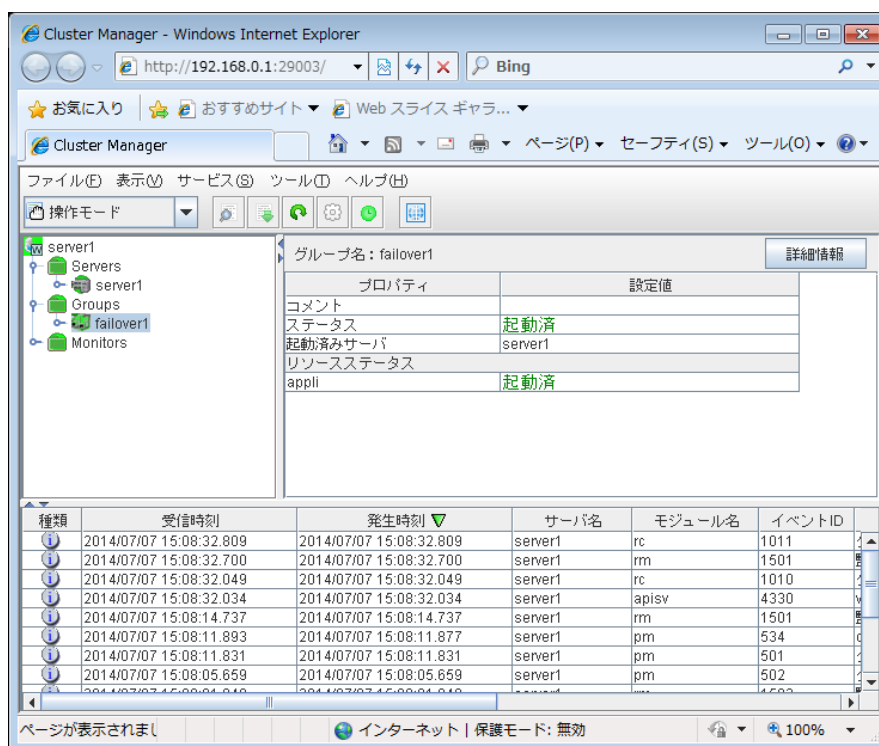 Cluster Manager - Windows Internet Explorer
http://192.168.0.1:29003/
Bing
お気に入り おすすめサイト Web スライス ギャラ...
Cluster Manager
ページ(P) セーフティ(S) ツール(O)
ファイル(F) 表示(V) サービス(S) ツール(T) ヘルプ(H)
操作モード
server1
Servers
server1
Groups
failover1
Monitors
グループ名 : failover1
詳細情報
プロパティ 設定値
コメント
ステータス 起動済
起動済みサーバ server1
リソースステータス
appli 起動済
種類 受信時刻 発生時刻 サーバ名 モジュール名 イベントID
2014/07/07 15:08:32.809 2014/07/07 15:08:32.809 server1 rc 1011
2014/07/07 15:08:32.700 2014/07/07 15:08:32.700 server1 rm 1501
2014/07/07 15:08:32.049 2014/07/07 15:08:32.049 server1 rc 1010
2014/07/07 15:08:32.034 2014/07/07 15:08:32.034 server1 apisv 4330
2014/07/07 15:08:14.737 2014/07/07 15:08:14.737 server1 rm 1501
2014/07/07 15:08:11.893 2014/07/07 15:08:11.877 server1 pm 534
2014/07/07 15:08:11.831 2014/07/07 15:08:11.831 server1 pm 501
2014/07/07 15:08:05.659 2014/07/07 15:08:05.659 server1 pm 502
ページが表示されまし インターネット | 保護モード: 無効 100%